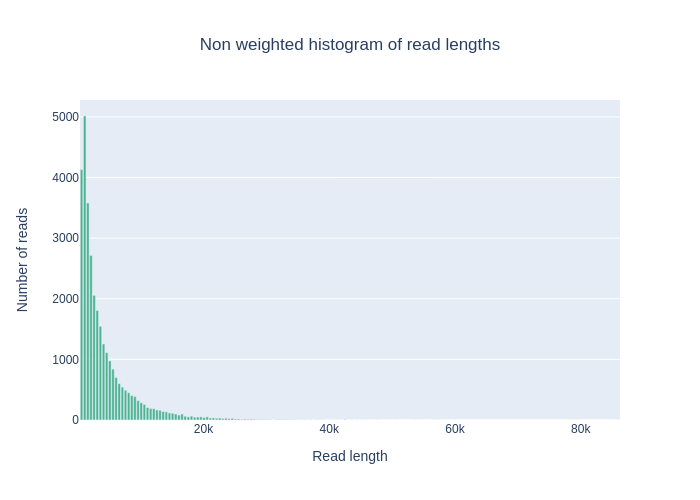 Non weighted histogram of read lengths
Number of reads
5000
4000
3000
2000
1000
0
20k
40k
60k
80k
Read length